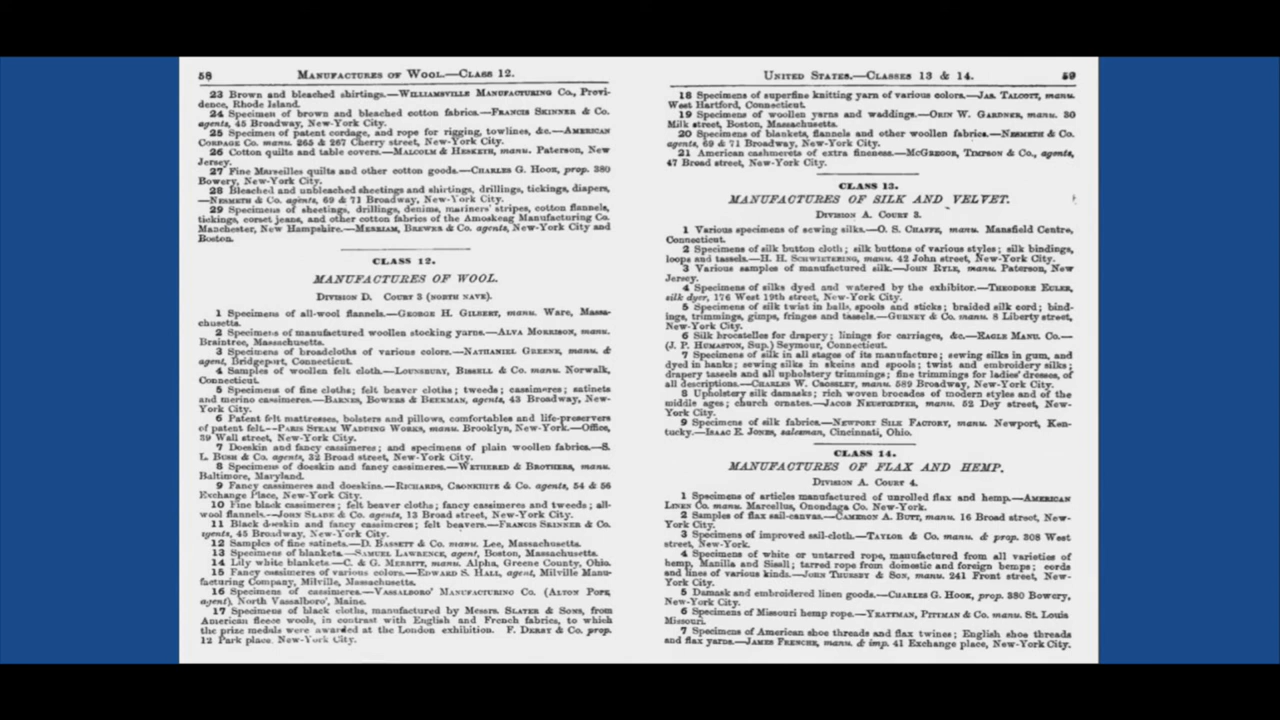 58 MANUFACTURES OF WOOL.—CLASS 12.
23 Brown and bleached shirtings.—WILLIAMSVILLE MANUFACTURING CO., Provi-
dence, Rhode Island.
24 Specimen of brown and bleached cotton fabrics.—FRANCIS SKINNER & CO.
agents, 45 Broadway, New-York City.
25 Specimen of patent cordage, and rope for rigging, towlines, &c.—AMERICAN
CORDAGE CO. manu. 265 & 267 Cherry street, New-York City.
26 Cotton quilts and table covers.—MALCOLM & HESKETH, manu. Paterson, New
Jersey.
27 Fine Marseilles quilts and other cotton goods.—CHARLES G. HOOK, prop. 380
Bowery, New-York City.
28 Bleached and unbleached sheetings and shirtings, drillings, tickings, diapers,
—NESMETH & CO. agents, 69 & 71 Broadway, New-York City.
29 Specimens of sheetings, drillings, denims, mariners' stripes, cotton flannels,
tickings, corset jeans, and other cotton fabrics of the Amoskeag Manufacturing Co.
Manchester, New Hampshire.—MERRIAM, BREWER & CO. agents, New-York City and
Boston.
CLASS 12.
MANUFACTURES OF WOOL.
DIVISION D. COURT 3 (NORTH NAVE).
1 Specimens of all-wool flannels.—GEORGE H. GILBERT, manu. Ware, Massa-
chusetts.
2 Specimens of manufactured woollen stocking yarns.—ALVA MORRISON, manu.
Braintree, Massachusetts.
3 Specimens of broadcloths of various colors.—NATHANIEL GREENE, manu. &
agent, Bridgeport, Connecticut.
4 Samples of woollen felt cloth.—LOUNSBURY, BISSELL & CO. manu. Norwalk,
Connecticut.
5 Specimens of fine cloths; felt beaver cloths; tweeds; cassimeres; satinets
and merino cassimeres.—BARNES, BOWERS & BEEKMAN, agents, 43 Broadway, New-
York City.
6 Patent felt mattresses, bolsters and pillows, comfortables and life-preservers
of patent felt.—PARIS STEAM WADDING WORKS, manu. Brooklyn, New-York.—Office,
39 Wall street, New-York City.
7 Doeskin and fancy cassimeres; and specimens of plain woollen fabrics.—S.
L. BUSH & CO. agents, 32 Broad street, New-York City.
8 Specimens of doeskin and fancy cassimeres.—WETHERED & BROTHERS, manu.
Baltimore, Maryland.
9 Fancy cassimeres and doeskins.—RICHARDS, CRONKHITE & CO. agents, 54 & 56
Exchange Place, New-York City.
10 Fine black cassimeres; felt beaver cloths; fancy cassimeres and tweeds; all-
wool flannels.—JOHN SLADE & CO. agents, 13 Broad street, New-York City.
11 Black doeskin and fancy cassimeres; felt beavers.—FRANCIS SKINNER & CO.
agents, 45 Broadway, New-York City.
12 Samples of fine satinets.—D. BASSETT & CO. manu. Lee, Massachusetts.
13 Specimens of blankets.—SAMUEL LAWRENCE, agent, Boston, Massachusetts.
14 Lily white blankets.—C. & G. MERRITT, manu. Alpha, Greene County, Ohio.
15 Fancy cassimeres of various colors.—EDWARD S. HALL, agent, Milville Manu-
facturing Company, Milville, Massachusetts.
16 Specimens of cassimeres.—VASSALBORO' MANUFACTURING CO. (ALTON POPE,
agent), North Vassalboro', Maine.
17 Specimens of black cloths, manufactured by Messrs. SLATER & SONS, from
American fleece wools, in contrast with English and French fabrics, to which
the prize medals were awarded at the London exhibition. F. DERBY & CO. prop.
12 Park place, New-York City.
UNITED STATES.—CLASSES 13 & 14. 59
18 Specimens of superfine knitting yarn of various colors.—JAS. TALCOTT, manu.
West Hartford, Connecticut.
19 Specimens of woollen yarns and waddings.—ORIN W. GARDNER, manu. 30
Milk street, Boston, Massachusetts.
20 Specimens of blankets, flannels and other woollen fabrics.—NESMETH & CO.
agents, 69 & 71 Broadway, New-York City.
21 American cashmerets of extra fineness.—MCGREGOR, TIMPSON & CO., agents,
47 Broad street, New-York City.
CLASS 13.
MANUFACTURES OF SILK AND VELVET.
DIVISION A. COURT 3.
1 Various specimens of sewing silks.—O. S. CHAFFE, manu. Mansfield Centre,
Connecticut.
2 Specimens of silk button cloth; silk buttons of various styles; silk bindings,
loops and tassels.—H. H. SCHWIETERING, manu. 42 John street, New-York City.
3 Various samples of manufactured silk.—JOHN RYLE, manu. Paterson, New
Jersey.
4 Specimens of silks dyed and watered by the exhibitor.—THEODORE EULER,
silk dyer, 176 West 19th street, New-York City.
5 Specimens of silk twist in balls, spools and sticks; braided silk cord; bind-
ings, trimmings, gimps, fringes and tassels.—GURNEY & CO. manu. 8 Liberty street,
New-York City.
6 Silk brocatelles for drapery; linings for carriages, &c.—EAGLE MANU. CO.—
(J. P. HUMASTON, Sup.) Seymour, Connecticut.
7 Specimens of silk in all stages of its manufacture; sewing silks in gum, and
dyed in hanks; sewing silks in skeins and spools; twist and embroidery silks;
drapery tassels and all upholstery trimmings; fine trimmings for ladies' dresses, of
all descriptions.—CHARLES W. CROSSLEY, manu. 589 Broadway, New-York City.
8 Upholstery silk damasks; rich woven brocades of modern styles and of the
middle ages; church ornates.—JACOB NEUSTÆDTER, manu. 52 Dey street, New-
York City.
9 Specimens of silk fabrics.—NEWPORT SILK FACTORY, manu. Newport, Ken-
tucky.—ISAAC E. JONES, salesman, Cincinnati, Ohio.
CLASS 14.
MANUFACTURES OF FLAX AND HEMP.
DIVISION A. COURT 4.
1 Specimens of articles manufactured of unrolled flax and hemp.—AMERICAN
LINEN CO. manu. Marcellus, Onondaga Co. New-York.
2 Samples of flax sail-canvas.—CAMERON A. BUTT, manu. 16 Broad street, New-
York City.
3 Specimens of improved sail-cloth.—TAYLOR & CO. manu. & prop. 308 West
street, New-York.
4 Specimens of white or untarred rope, manufactured from all varieties of
hemp, Manilla and Sisall; tarred rope from domestic and foreign hemps; cords
and lines of various kinds.—JOHN THURSBY & SON, manu. 241 Front street, New-
York City.
5 Damask and embroidered linen goods.—CHARLES G. HOOK, prop. 380 Bowery,
New-York City.
6 Specimens of Missouri hemp rope.—YEATMAN, PITTMAN & CO. manu. St. Louis
Missouri.
7 Specimens of American shoe threads and flax twines; English shoe threads
and flax yarns.—JAMES FRENCHE, manu. & imp. 41 Exchange place, New-York City.